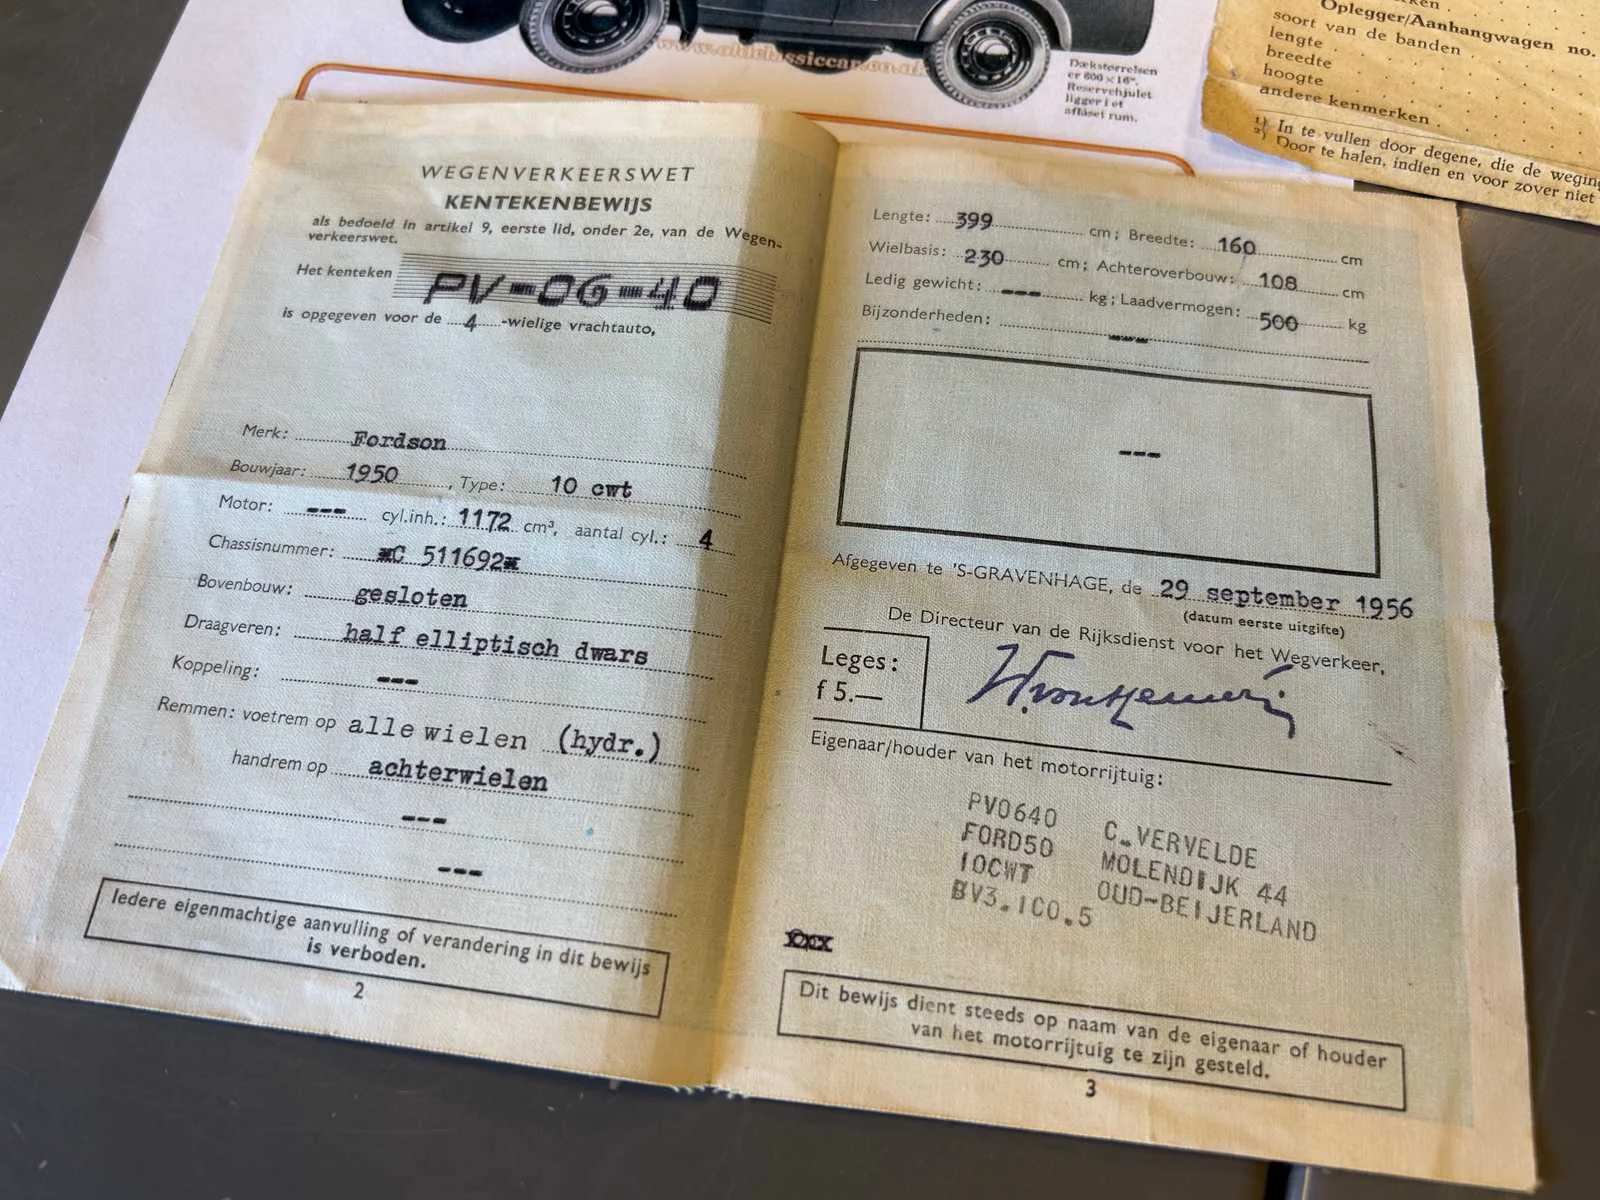 www.oldclassiccar.co.uk
Dækstørrelsen
er 600 × 16".
Reservehjulet
ligger i et
aflåset rum.
Oplegger/Aanhangwagen no.
soort van de banden
lengte
breedte
hoogte
andere kenmerken
1) In te vullen door degene, die de weging
2) Door te halen, indien en voor zover niet
WEGENVERKEERSWET
KENTEKENBEWIJS
als bedoeld in artikel 9, eerste lid, onder 2e, van de Wegen-
verkeerswet.
Het kenteken PV-06-40
is opgegeven voor de 4 -wielige vrachtauto,
Merk: Fordson
Bouwjaar: 1950, Type: 10 cwt
Motor: --- cyl.inh.: 1172 cm³, aantal cyl.: 4
Chassisnummer: *C 511692*
Bovenbouw: gesloten
Draagveren: half elliptisch dwars
Koppeling: ---
Remmen: voetrem op alle wielen (hydr.)
handrem op achterwielen
---
---
Iedere eigenmachtige aanvulling of verandering in dit bewijs
is verboden.
2
Lengte: 399 cm; Breedte: 160 cm
Wielbasis: 230 cm; Achteroverbouw: 108 cm
Ledig gewicht: --- kg; Laadvermogen: 500 kg
Bijzonderheden: ---
---
Afgegeven te 'S-GRAVENHAGE, de 29 september 1956
(datum eerste uitgifte)
De Directeur van de Rijksdienst voor het Wegverkeer,
Leges:
f 5.—
Eigenaar/houder van het motorrijtuig:
PV0640 C.VERVELDE
FORD50 MOLENDIJK 44
10CWT OUD-BEIJERLAND
BV3.1C0.5
xxx
Dit bewijs dient steeds op naam van de eigenaar of houder
van het motorrijtuig te zijn gesteld.
3